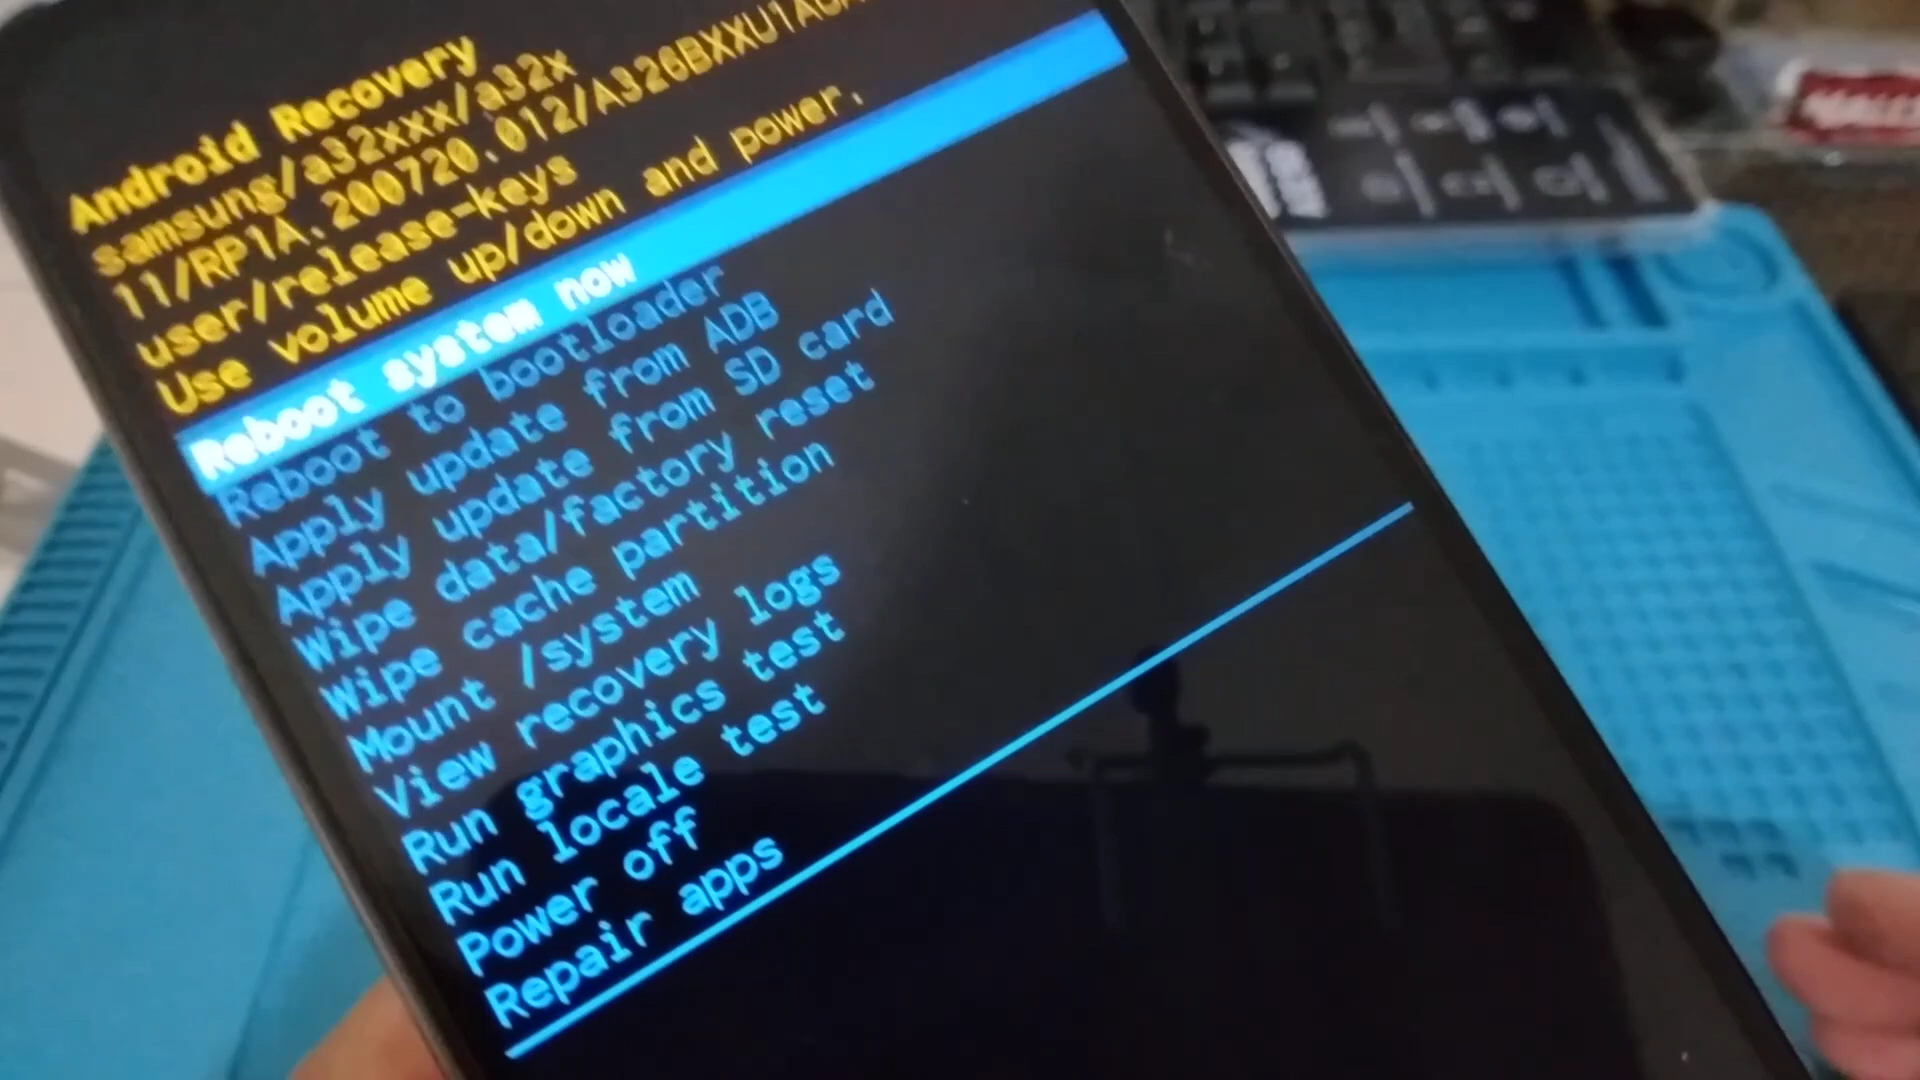 Android Recovery
samsung/a32xxx/a32x
11/RP1A.200720.012/A326BXXU1AUA
user/release-keys
Use volume up/down and power.
Reboot system now
Reboot to bootloader
Apply update from ADB
Apply update from SD card
Wipe data/factory reset
Wipe cache partition
Mount /system
View recovery logs
Run graphics test
Run locale test
Power off
Repair apps